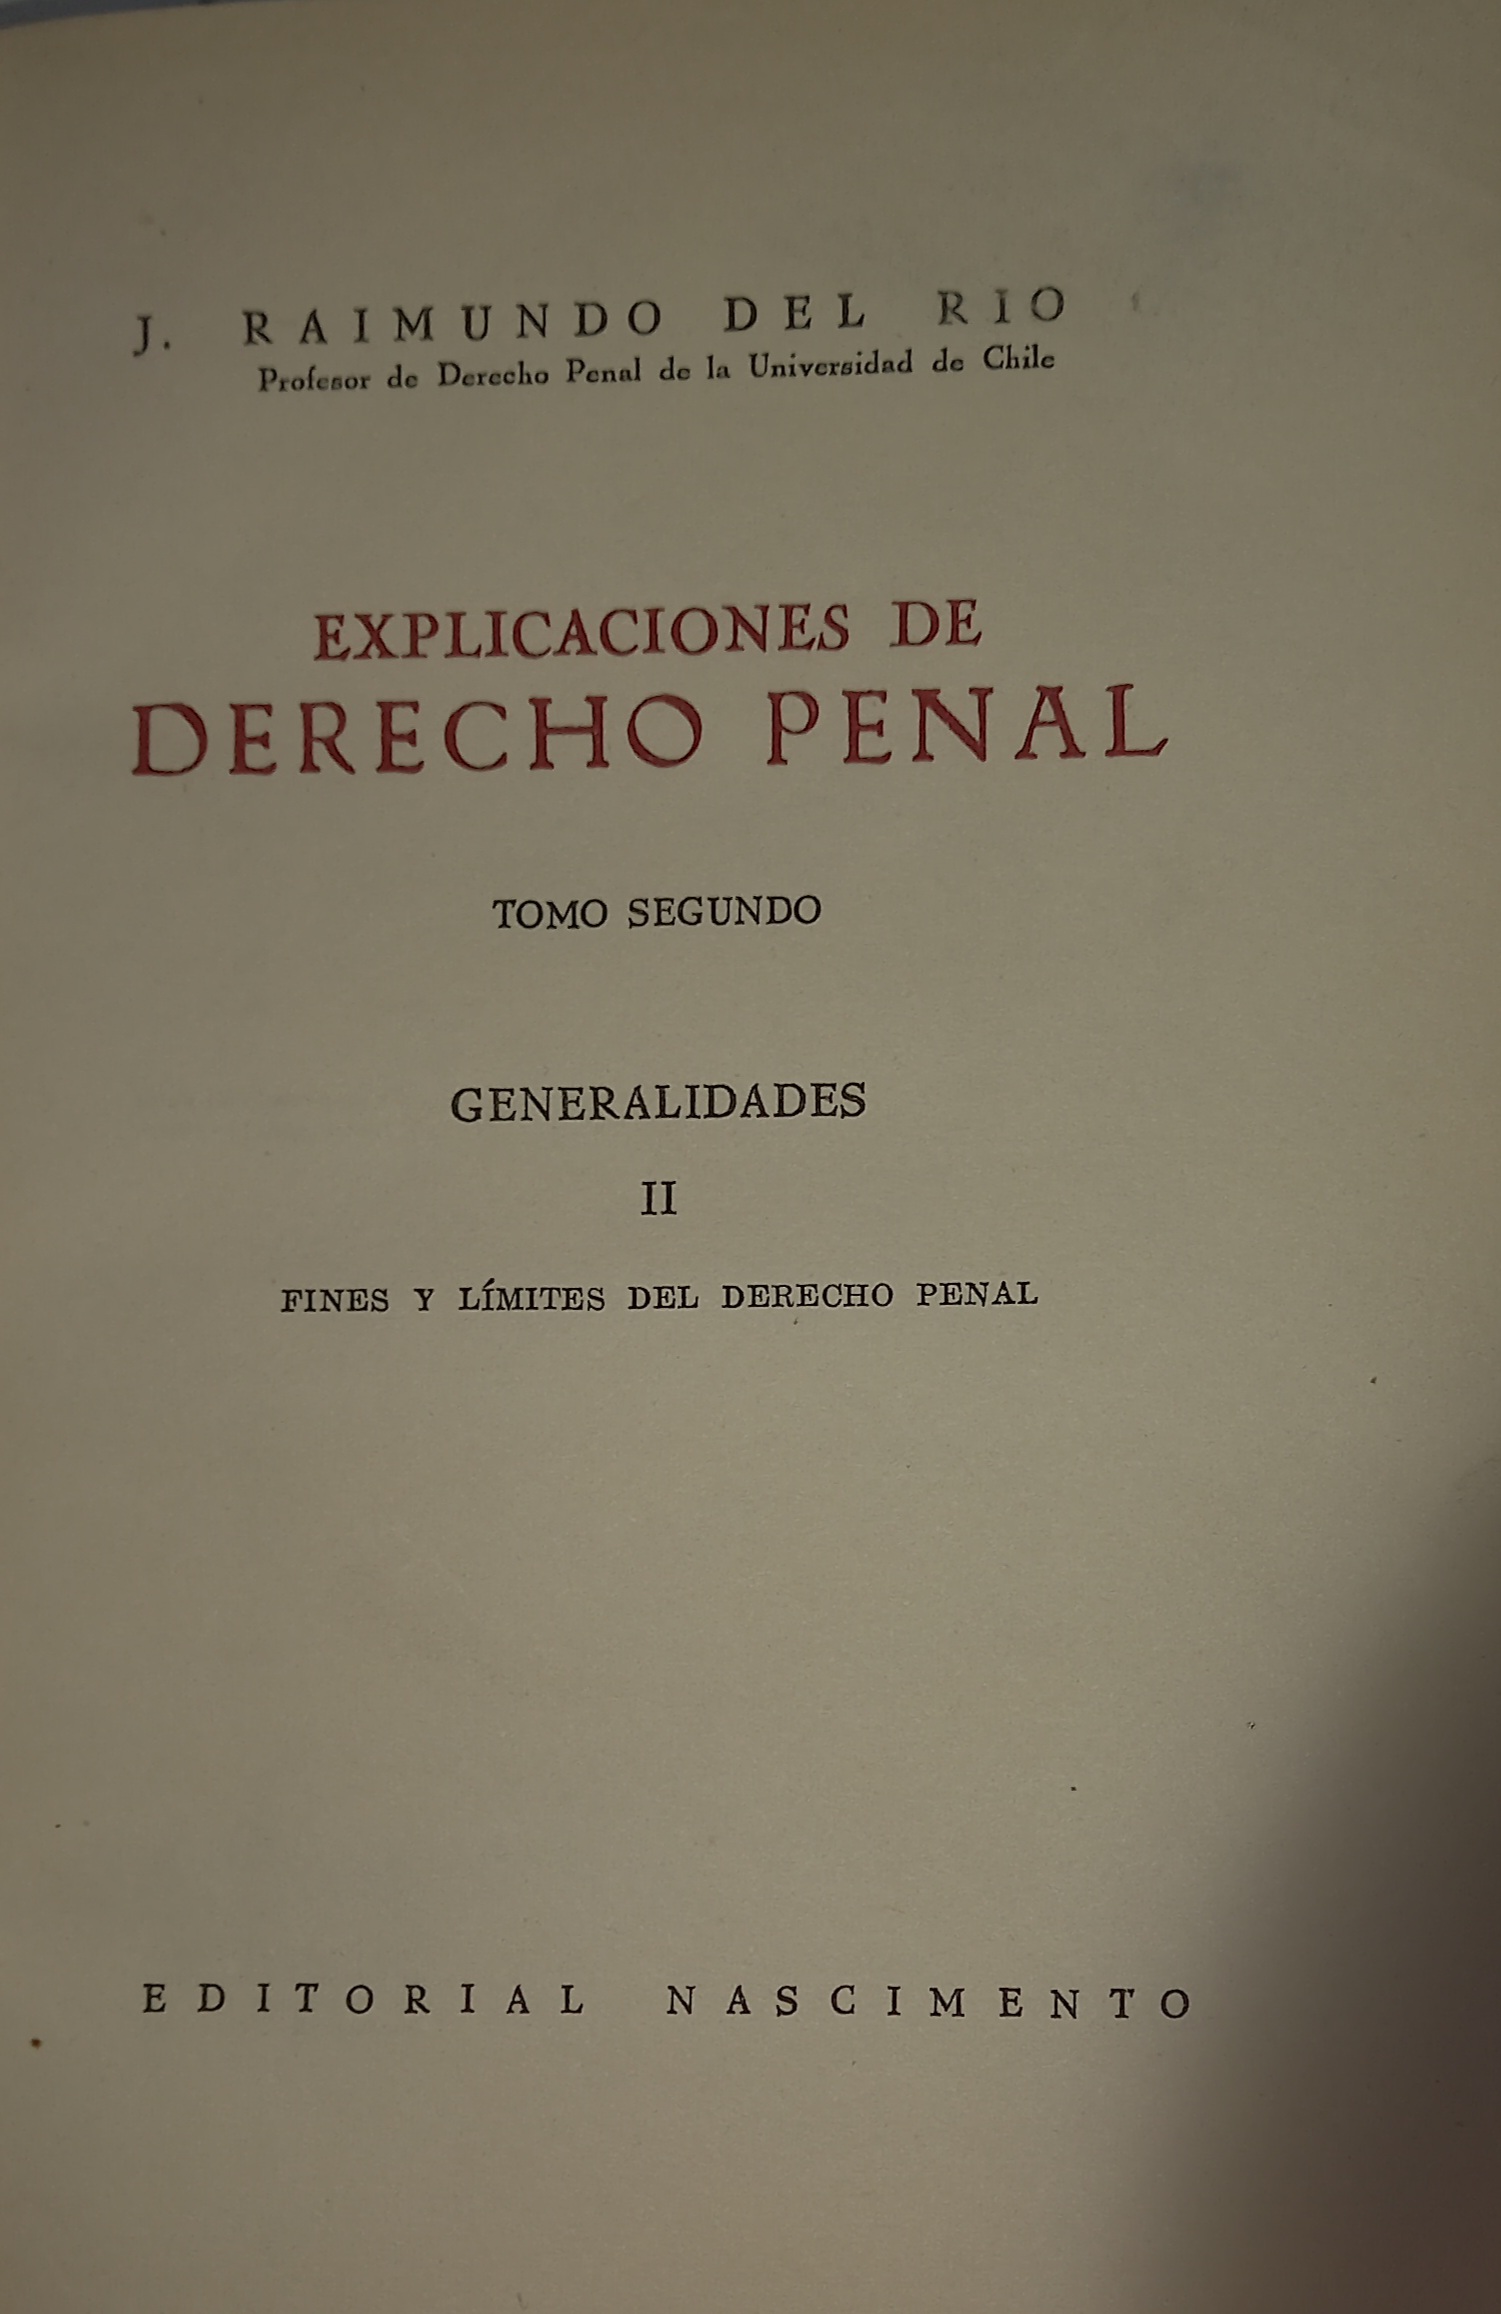 J. RAIMUNDO DEL RIO
Profesor de Derecho Penal de la Universidad de Chile
EXPLICACIONES DE
DERECHO PENAL
TOMO SEGUNDO
GENERALIDADES
II
FINES Y LÍMITES DEL DERECHO PENAL
EDITORIAL NASCIMENTO